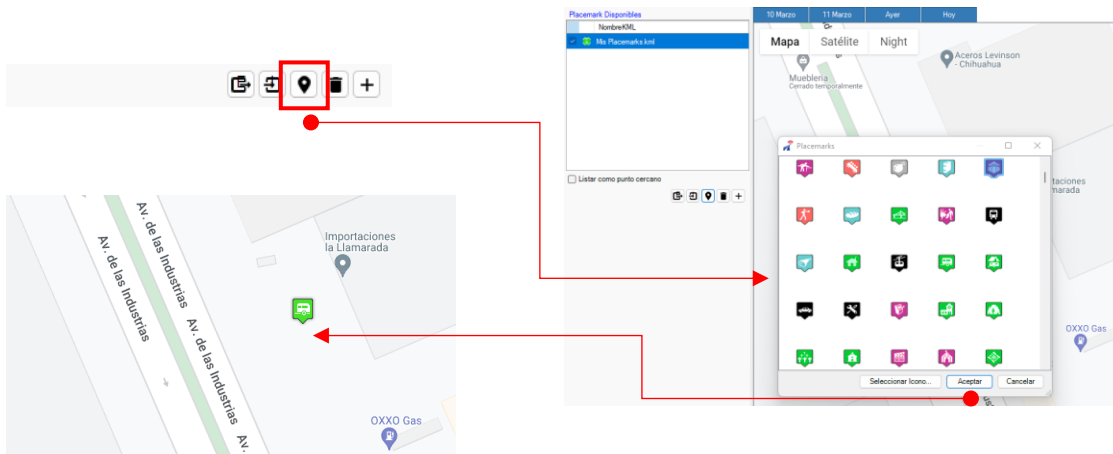 Placemark Disponibles
NombreKML
Mis Placemarks.kml
Listar como punto cercano
10 Marzo
11 Marzo
Ayer
Hoy
Mapa
Satélite
Night
Aceros Levinson
- Chihuahua
Muebleria
Cerrado temporalmente
Placemarks
Seleccionar Icono...
Aceptar
Cancelar
OXXO Gas
Av. de las Industrias
Av. de las Industrias
Av. de las Industrias
Av.
Importaciones
la Llamarada
OXXO Gas